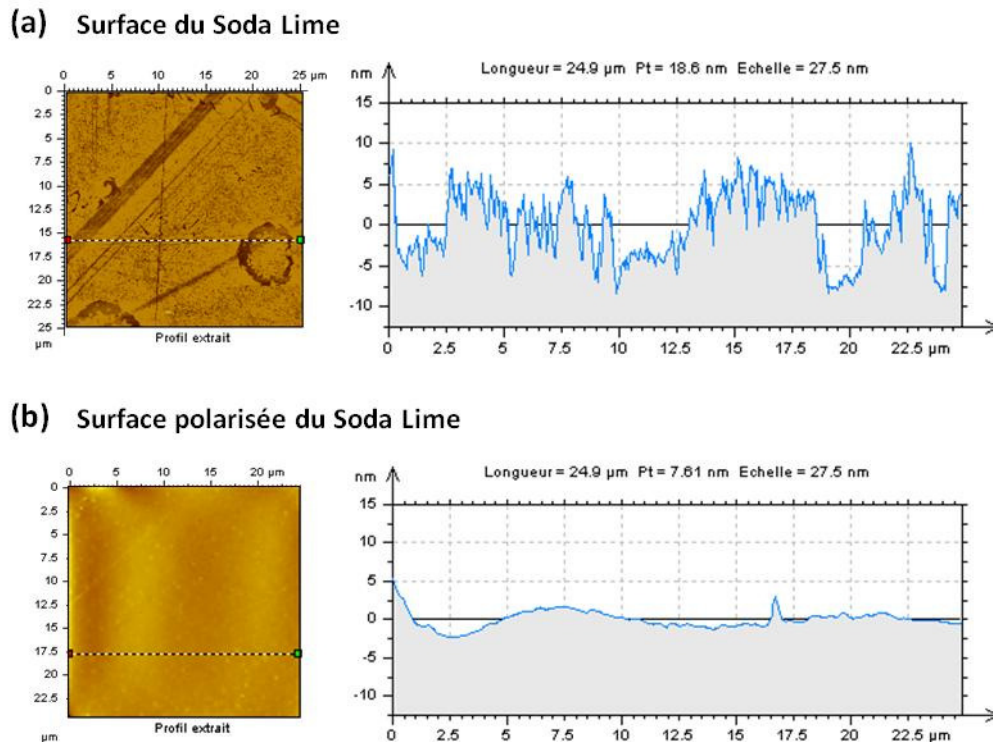 (a) Surface du Soda Lime
0 5 10 15 20 25 µm
0
2.5
5
7.5
10
12.5
15
17.5
20
22.5
25
µm
Profil extrait
nm
Longueur = 24.9 µm Pt = 18.6 nm Echelle = 27.5 nm
15
10
5
0
-5
-10
0 2.5 5 7.5 10 12.5 15 17.5 20 22.5 µm
(b) Surface polarisée du Soda Lime
0 5 10 15 20 µm
0
2.5
5
7.5
10
12.5
15
17.5
20
22.5
µm
Profil extrait
nm
Longueur = 24.9 µm Pt = 7.61 nm Echelle = 27.5 nm
15
10
5
0
-5
-10
0 2.5 5 7.5 10 12.5 15 17.5 20 22.5 µm